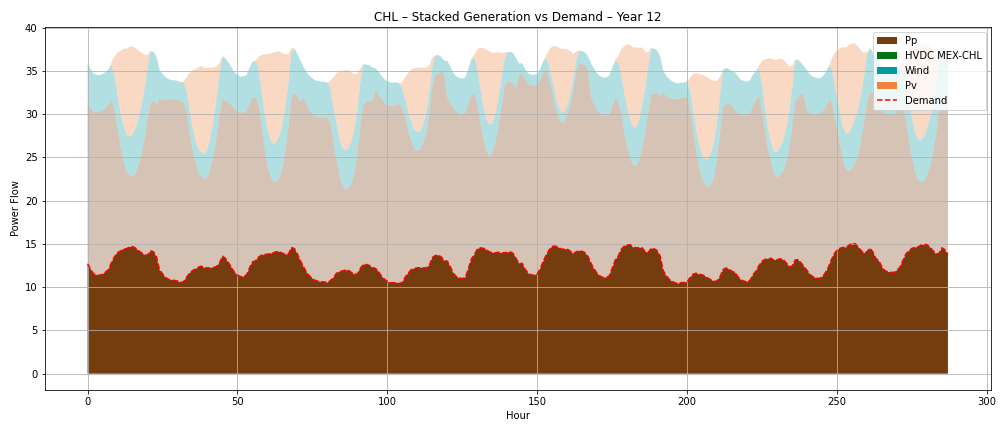 CHL – Stacked Generation vs Demand – Year 12
40
35
30
25
20
15
10
5
0
Power Flow
Pp
HVDC MEX-CHL
Wind
Pv
Demand
0 50 100 150 200 250 300
Hour